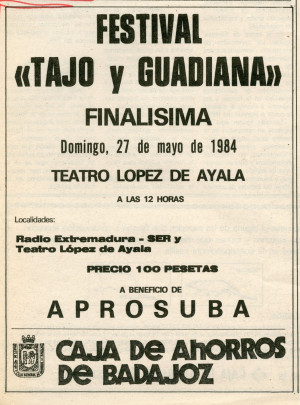 FESTIVAL
«TAJO y GUADIANA»
FINALISIMA
Domingo, 27 de mayo de 1984
TEATRO LOPEZ DE AYALA
A LAS 12 HORAS
Localidades:
Radio Extremadura - SER y
Teatro López de Ayala
PRECIO 100 PESETAS
A BENEFICIO DE
APROSUBA
CAJA DE AHORROS
DE BADAJOZ